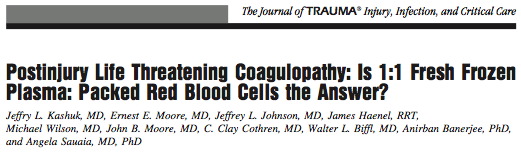 The Journal of TRAUMA® Injury, Infection, and Critical Care
Postinjury Life Threatening Coagulopathy: Is 1:1 Fresh Frozen
Plasma: Packed Red Blood Cells the Answer?
Jeffry L. Kashuk, MD, Ernest E. Moore, MD, Jeffrey L. Johnson, MD, James Haenel, RRT,
Michael Wilson, MD, John B. Moore, MD, C. Clay Cothren, MD, Walter L. Biffl, MD, Anirban Banerjee, PhD,
and Angela Sauaia, MD, PhD